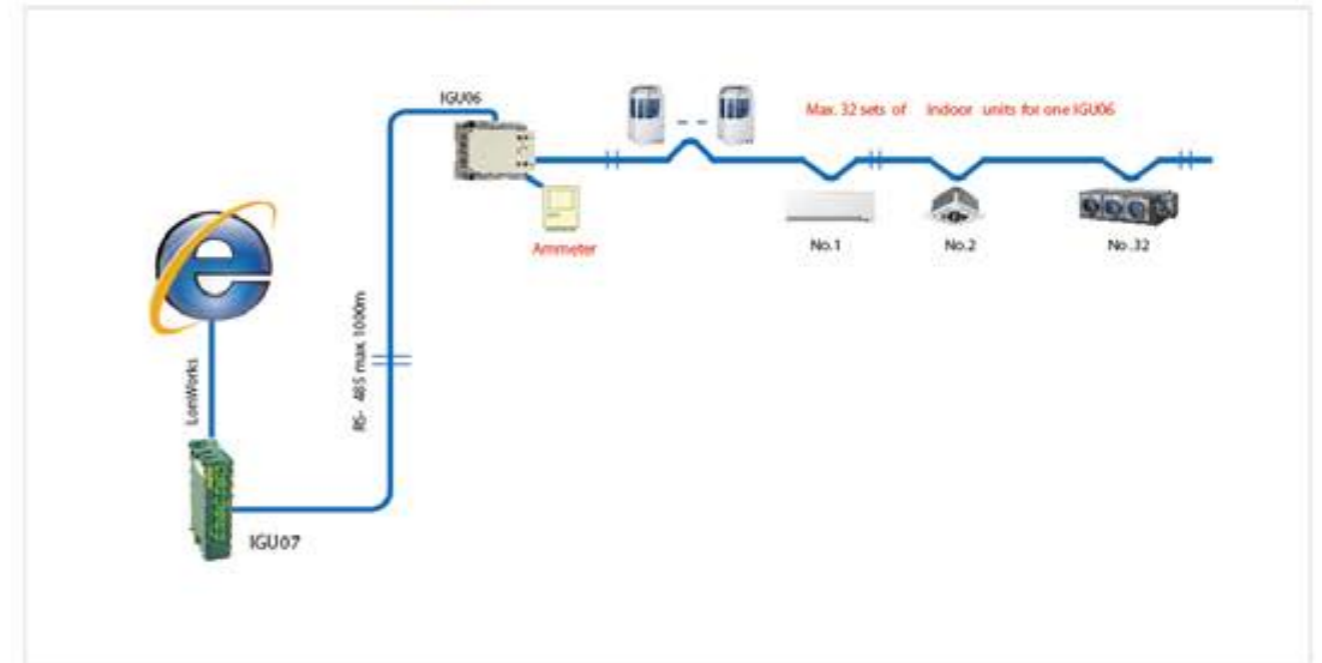 IGU06
Max. 32 sets of indoor units for one IGU06
Ammeter
No.1
No.2
No.32
RS- 485 max 1000m
LonWorks
IGU07